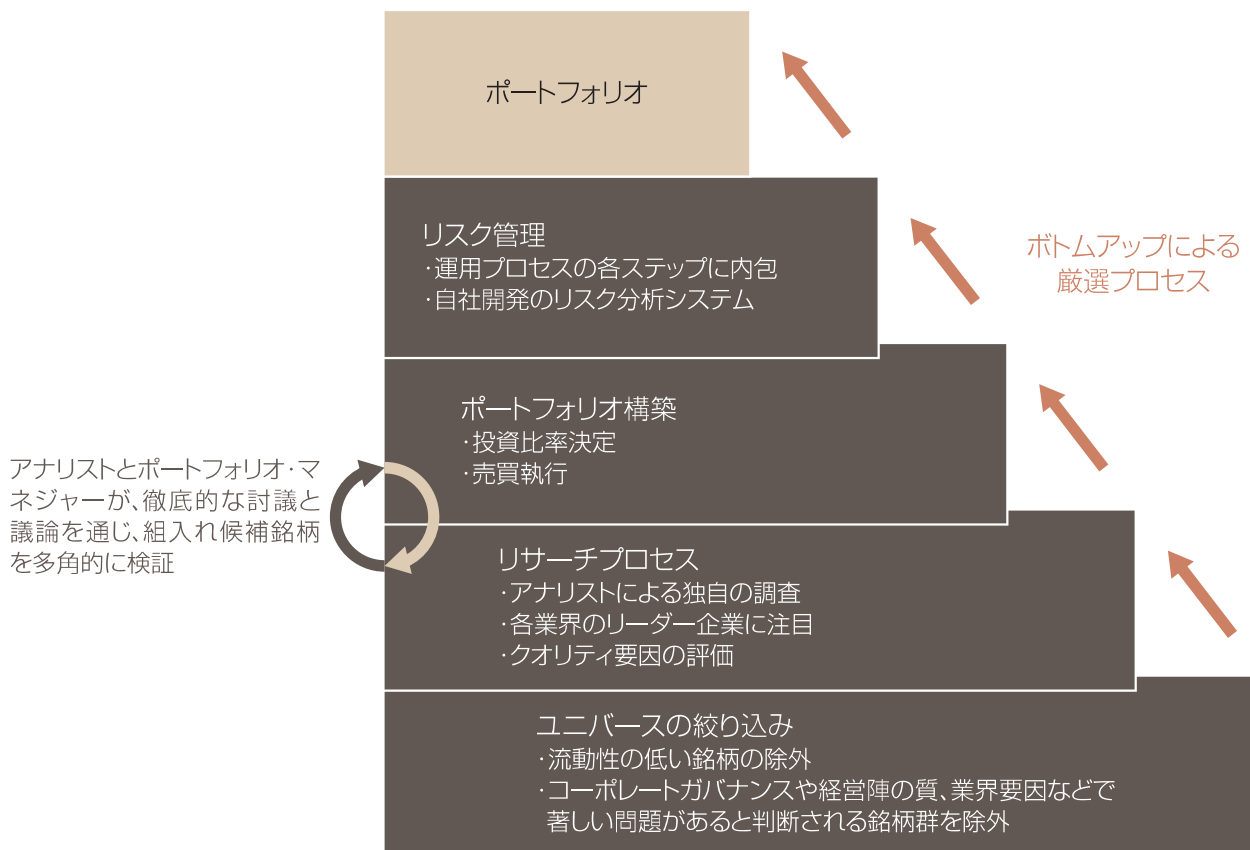 ポートフォリオ
リスク管理
・運用プロセスの各ステップに内包
・自社開発のリスク分析システム
ボトムアップによる
厳選プロセス
ポートフォリオ構築
・投資比率決定
・売買執行
アナリストとポートフォリオ・マ
ネジャーが、徹底的な討議と
議論を通じ、組入れ候補銘柄
を多角的に検証
リサーチプロセス
・アナリストによる独自の調査
・各業界のリーダー企業に注目
・クオリティ要因の評価
ユニバースの絞り込み
・流動性の低い銘柄の除外
・コーポレートガバナンスや経営陣の質、業界要因などで
著しい問題があると判断される銘柄群を除外